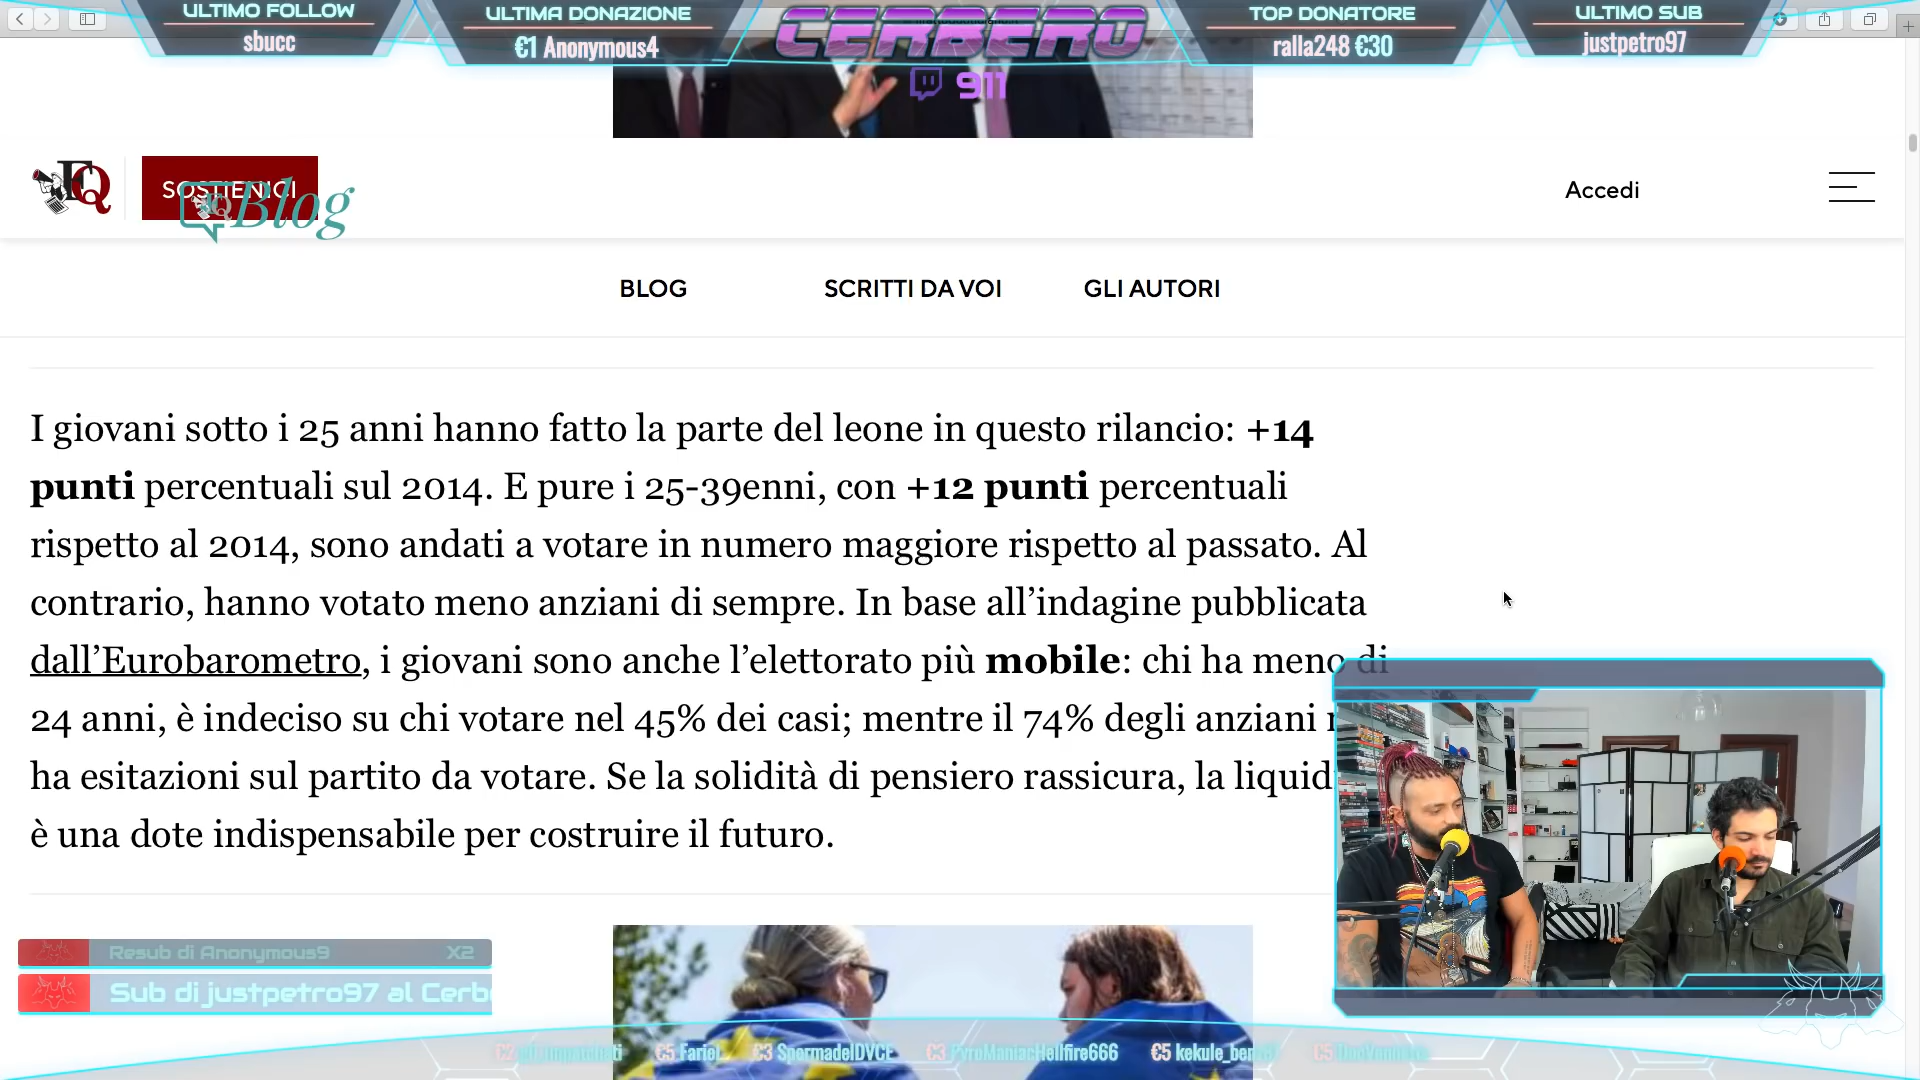 ULTIMO FOLLOW
sbucc
ULTIMA DONAZIONE
€1 Anonymous4
CERBERO
911
TOP DONATORE
ralla248 €30
ULTIMO SUB
justpetro97
FQ
SOSTIENICI
Blog
Accedi
BLOG
SCRITTI DA VOI
GLI AUTORI
I giovani sotto i 25 anni hanno fatto la parte del leone in questo rilancio: +14
punti percentuali sul 2014. E pure i 25-39enni, con +12 punti percentuali
rispetto al 2014, sono andati a votare in numero maggiore rispetto al passato. Al
contrario, hanno votato meno anziani di sempre. In base all’indagine pubblicata
dall’Eurobarometro, i giovani sono anche l’elettorato più mobile: chi ha meno di
24 anni, è indeciso su chi votare nel 45% dei casi; mentre il 74% degli anziani
ha esitazioni sul partito da votare. Se la solidità di pensiero rassicura, la liquid
è una dote indispensabile per costruire il futuro.
Resub di Anonymous9 X2
Sub di justpetro97 al Cerb
€5 Fariel €3 SpermadelDVCE €3 PyroManiacHellfire666 €5 kekule_ben